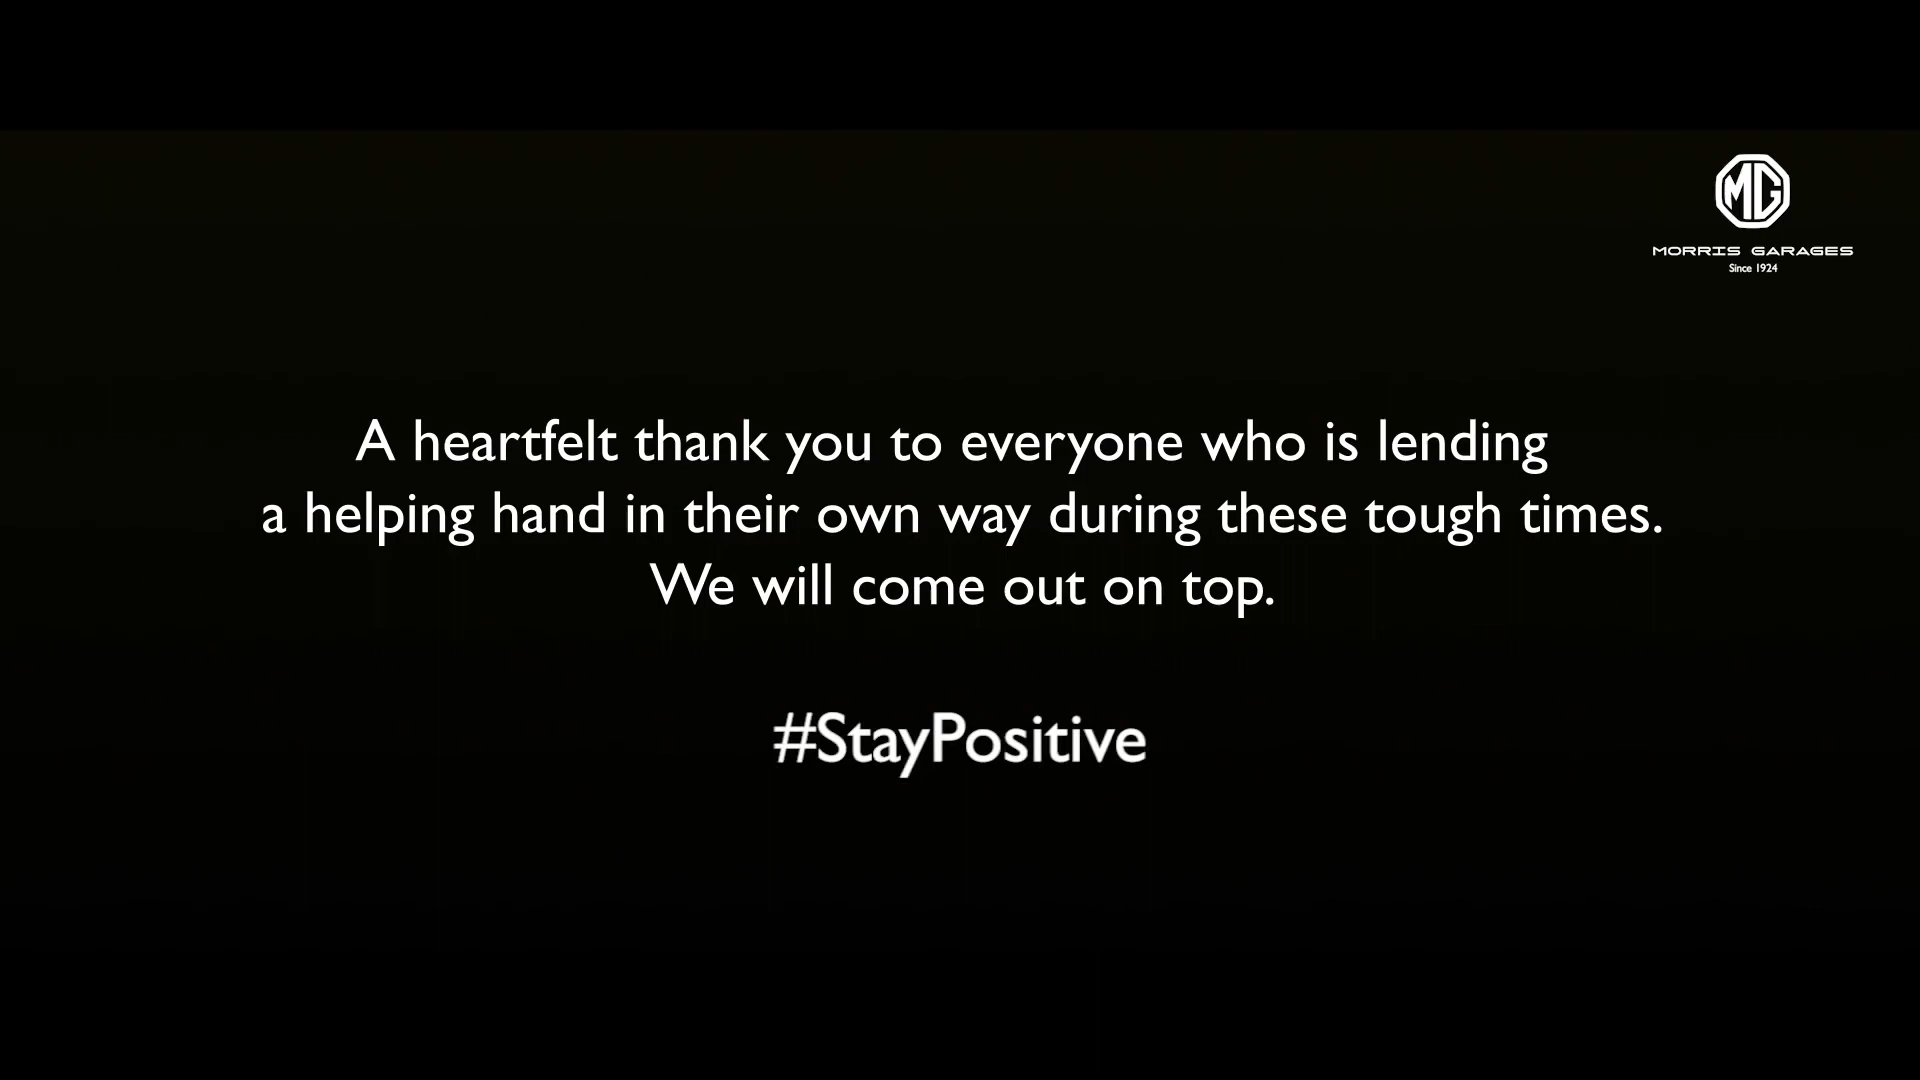 MG
MORRIS GARAGES
Since 1924
A heartfelt thank you to everyone who is lending
a helping hand in their own way during these tough times.
We will come out on top.
#StayPositive